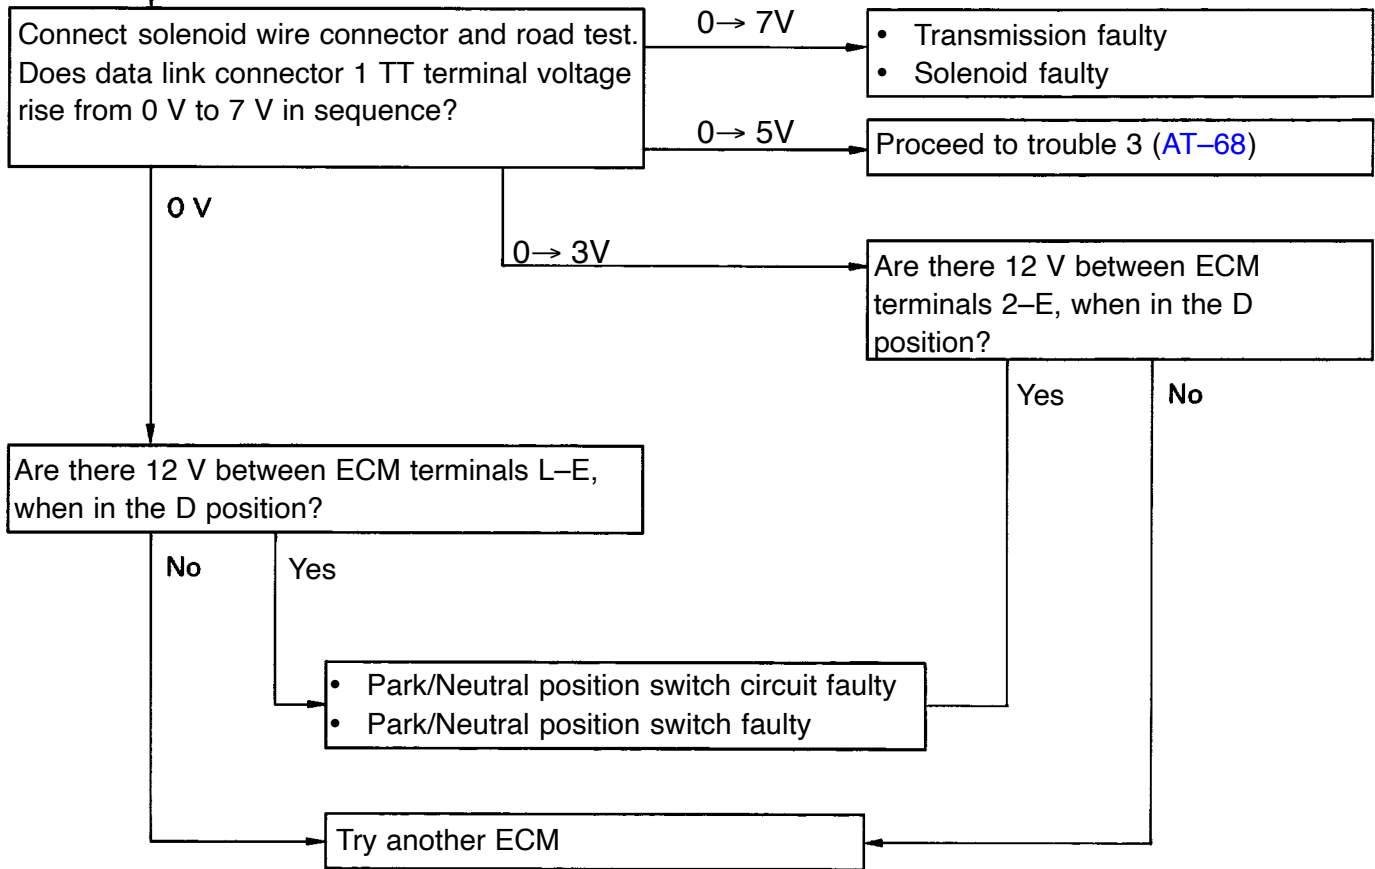 Connect solenoid wire connector and road test.
Does data link connector 1 TT terminal voltage
rise from 0 V to 7 V in sequence?
0→ 7V
• Transmission faulty
• Solenoid faulty
0→ 5V
Proceed to trouble 3 (AT–68)
0 V
0→ 3V
Are there 12 V between ECM
terminals 2–E, when in the D
position?
Yes
No
Are there 12 V between ECM terminals L–E,
when in the D position?
No
Yes
• Park/Neutral position switch circuit faulty
• Park/Neutral position switch faulty
Try another ECM